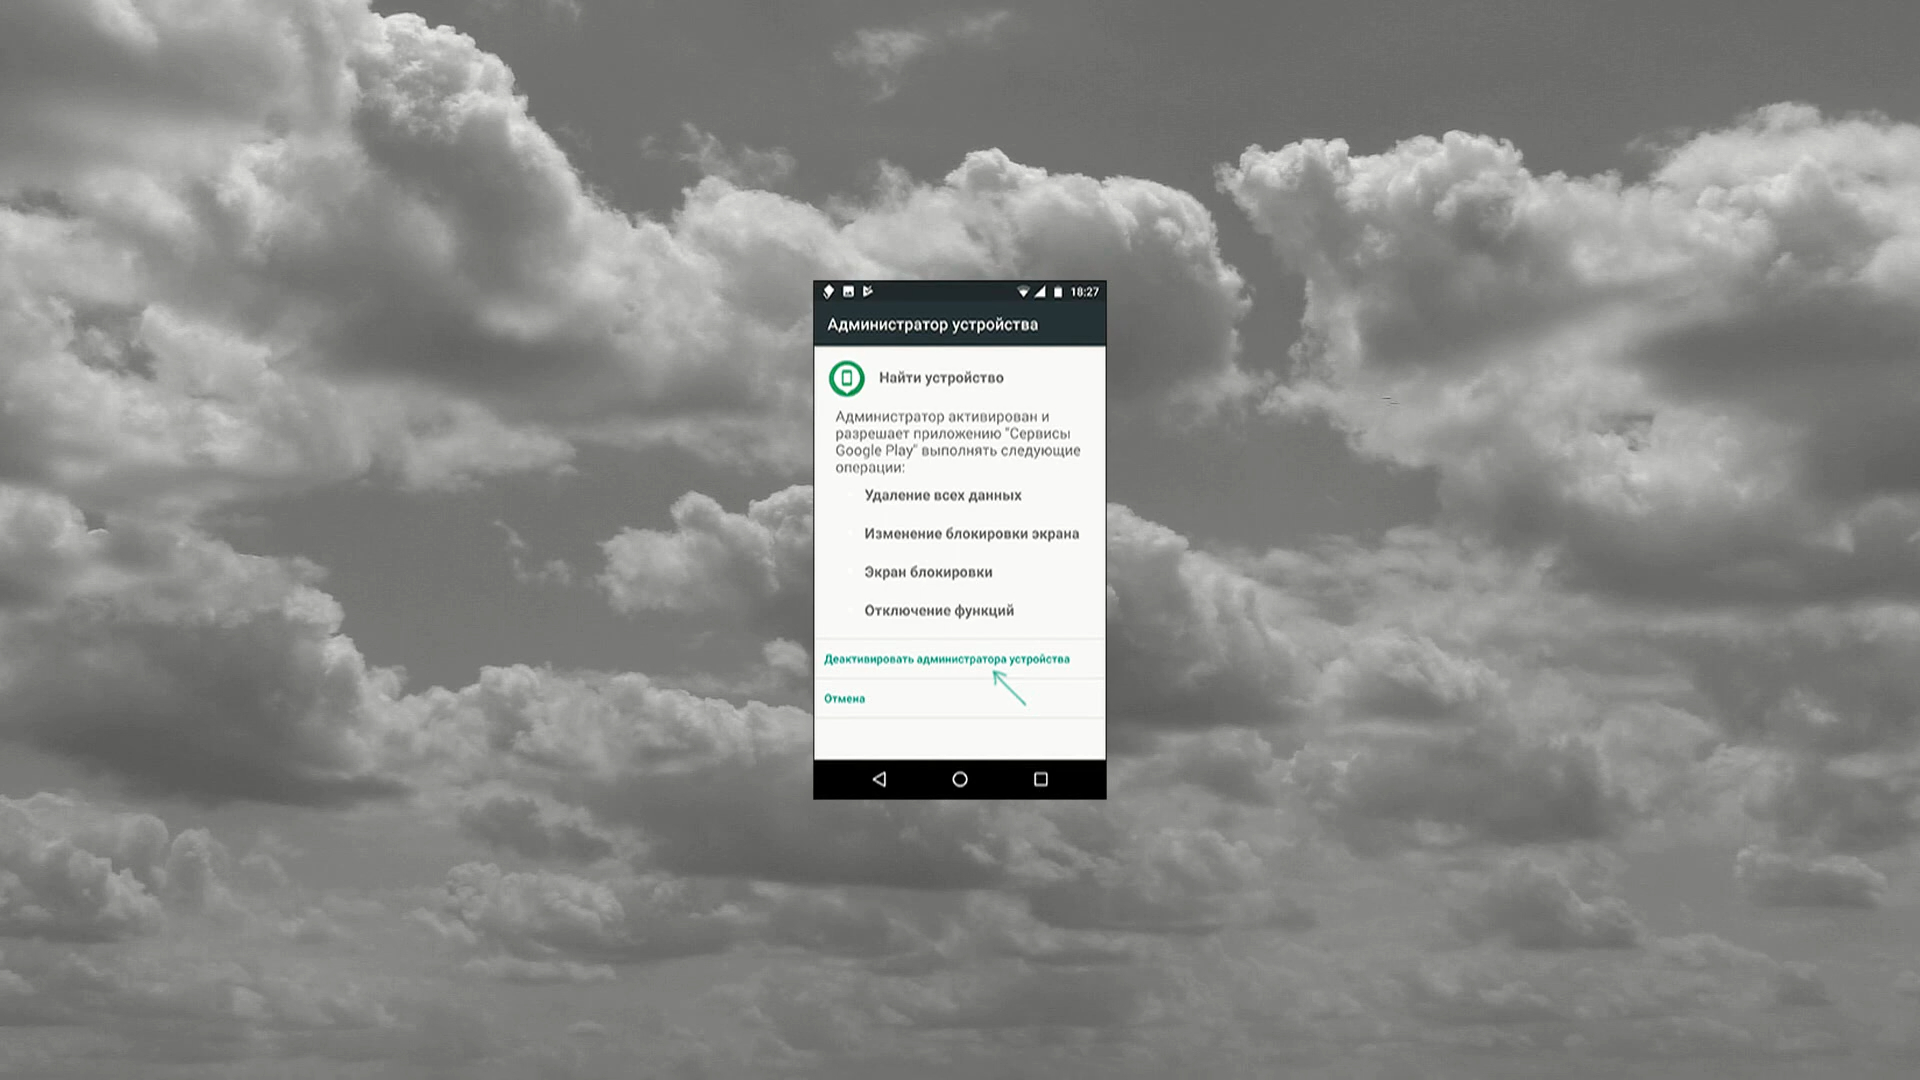 18:27
Администратор устройства
Найти устройство
Администратор активирован и
разрешает приложению "Сервисы
Google Play" выполнять следующие
операции:
Удаление всех данных
Изменение блокировки экрана
Экран блокировки
Отключение функций
Деактивировать администратора устройства
Отмена